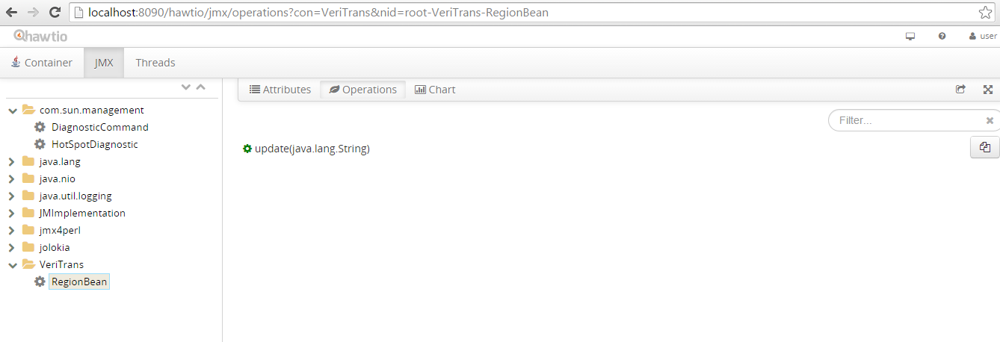 localhost:8090/hawtio/jmx/operations?con=VeriTrans&nid=root-VeriTrans-RegionBean
hawtio
user
Container JMX Threads
Attributes Operations Chart
Filter...
com.sun.management
DiagnosticCommand
HotSpotDiagnostic
update(java.lang.String)
java.lang
java.nio
java.util.logging
JMImplementation
jmx4perl
jolokia
VeriTrans
RegionBean